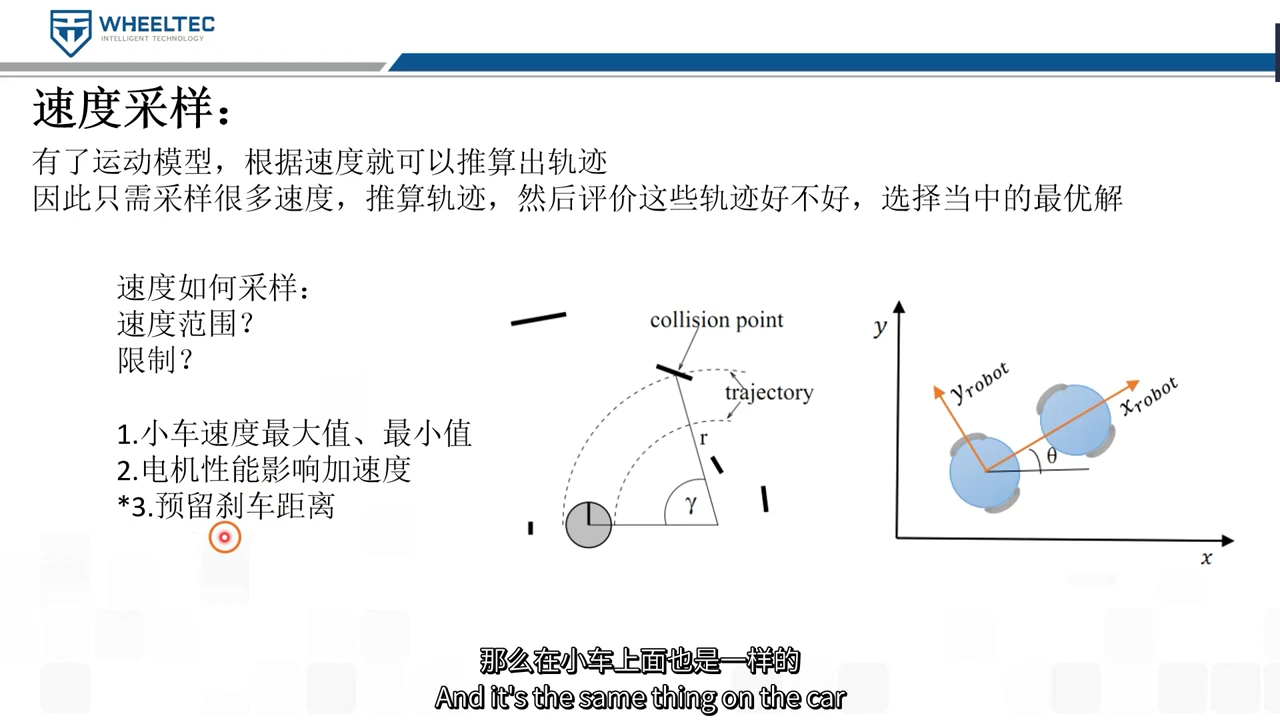 WHEELTEC
INTELLIGENT TECHNOLOGY
速度采样：
有了运动模型，根据速度就可以推算出轨迹
因此只需采样很多速度，推算轨迹，然后评价这些轨迹好不好，选择当中的最优解
速度如何采样：
速度范围？
限制？
1.小车速度最大值、最小值
2.电机性能影响加速度
*3.预留刹车距离
collision point
trajectory
r
γ
y
y_robot
x_robot
θ
x
那么在小车上面也是一样的
And it's the same thing on the car